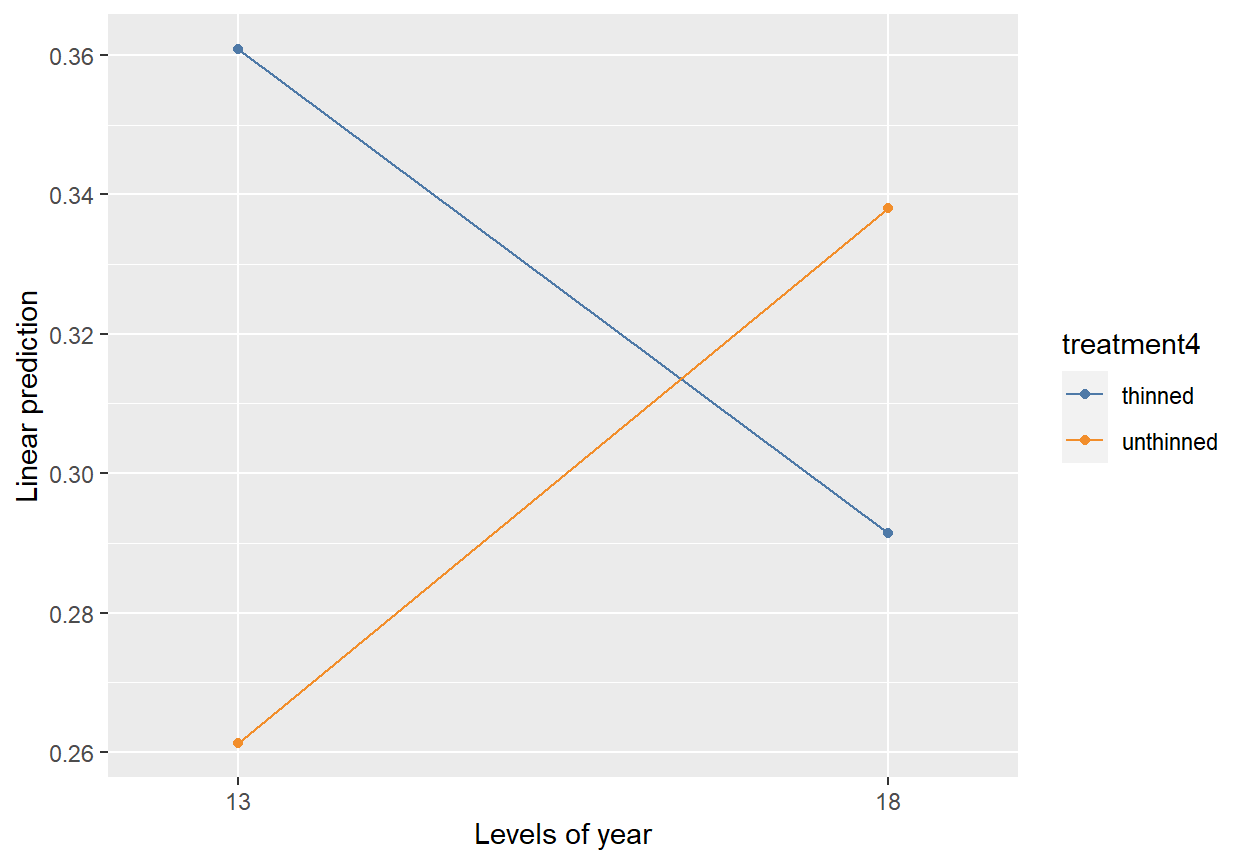 0.36
0.34
0.32
0.30
0.28
0.26
Linear prediction
13
18
Levels of year
treatment4
thinned
unthinned